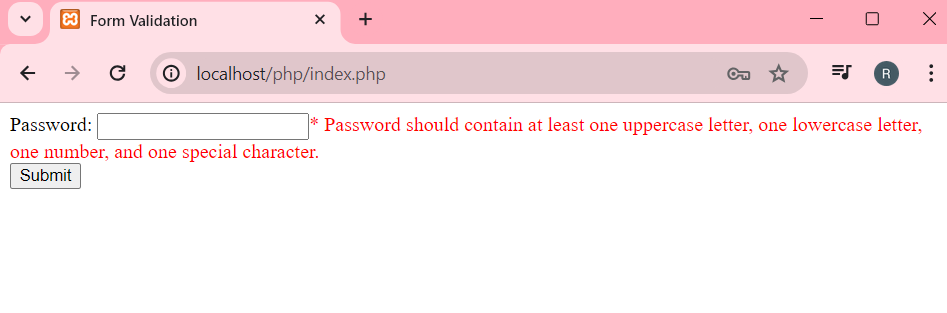 Form Validation
localhost/php/index.php
R
Password: * Password should contain at least one uppercase letter, one lowercase letter,
one number, and one special character.
Submit